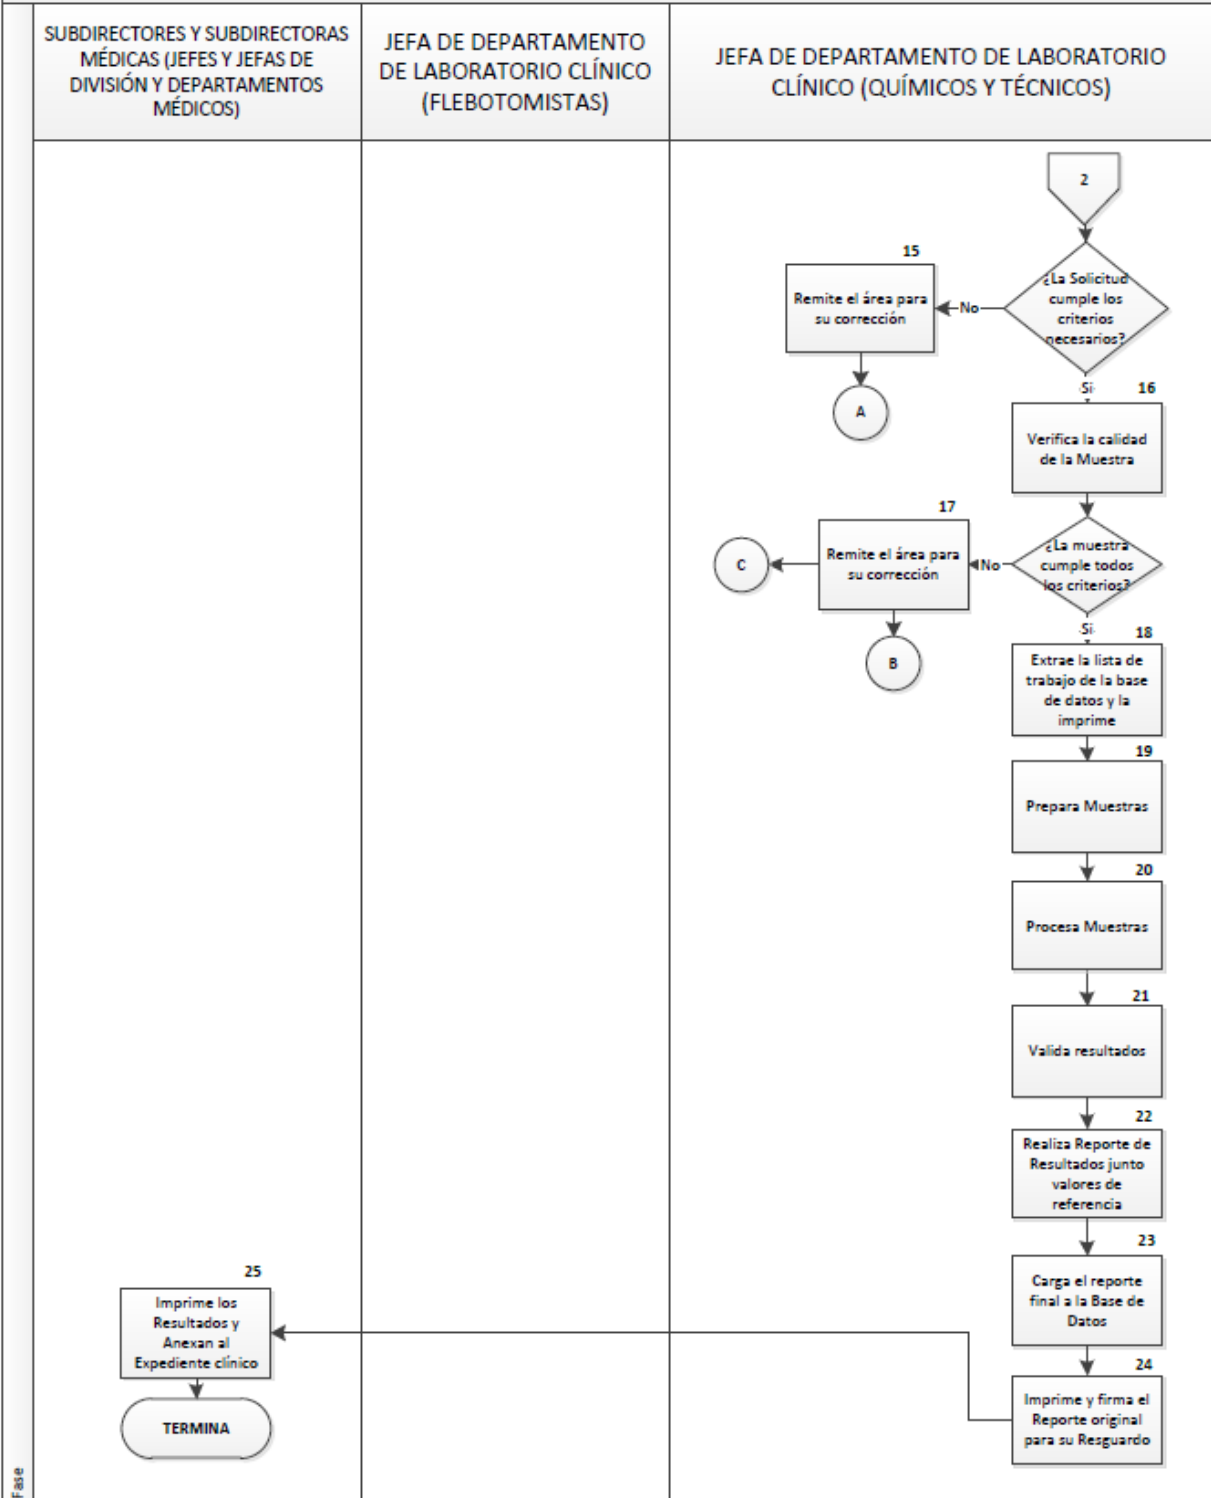 SUBDIRECTORES Y SUBDIRECTORAS
MÉDICAS (JEFES Y JEFAS DE
DIVISIÓN Y DEPARTAMENTOS
MÉDICOS)
JEFA DE DEPARTAMENTO
DE LABORATORIO CLÍNICO
(FLEBOTOMISTAS)
JEFA DE DEPARTAMENTO DE LABORATORIO
CLÍNICO (QUÍMICOS Y TÉCNICOS)
2
¿La Solicitud
cumple los
criterios
necesarios?
No
15
Remite el área para
su corrección
A
Si
16
Verifica la calidad
de la Muestra
¿La muestra
cumple todos
los criterios?
No
17
Remite el área para
su corrección
C
B
Si
18
Extrae la lista de
trabajo de la base
de datos y la
imprime
19
Prepara Muestras
20
Procesa Muestras
21
Valida resultados
22
Realiza Reporte de
Resultados junto
valores de
referencia
23
Carga el reporte
final a la Base de
Datos
24
Imprime y firma el
Reporte original
para su Resguardo
25
Imprime los
Resultados y
Anexan al
Expediente clínico
TERMINA
Fase